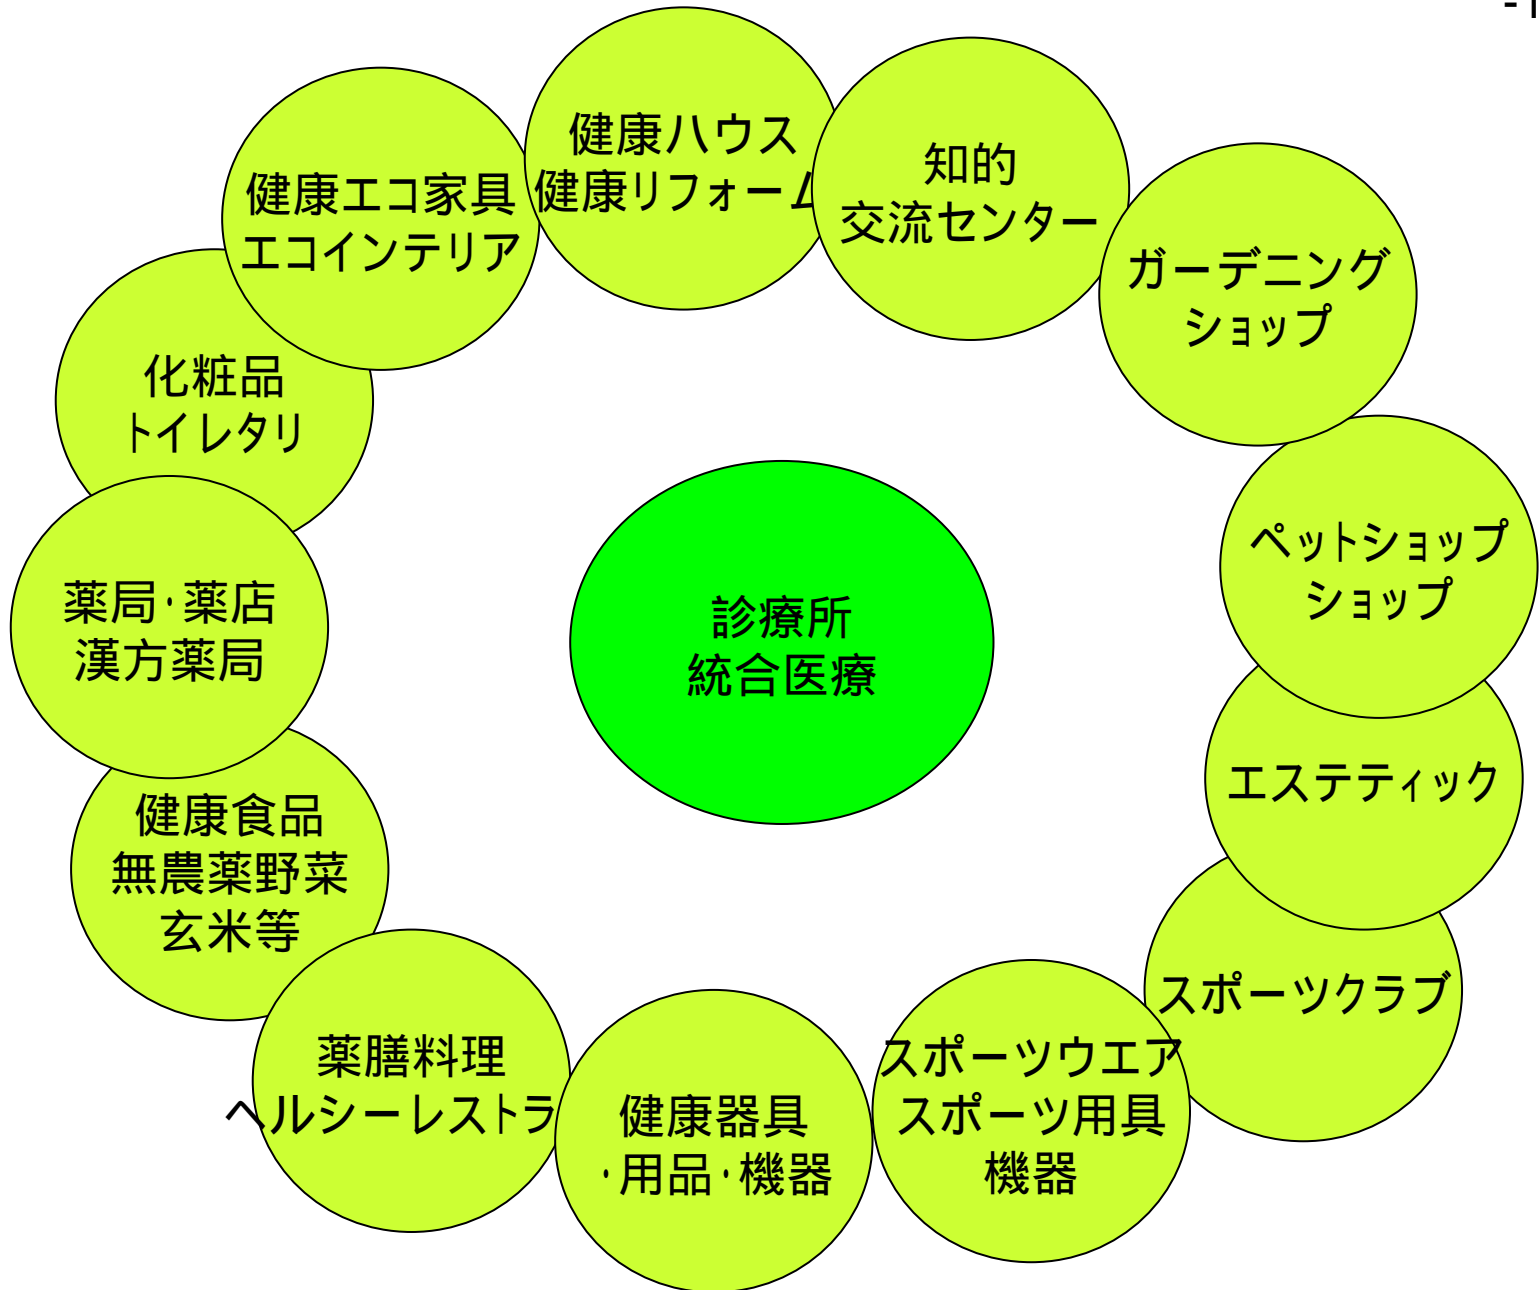 健康ハウス
健康リフォーム
知的
交流センター
健康エコ家具
エコインテリア
ガーデニング
ショップ
化粧品
トイレタリ
ペットショップ
ショップ
薬局・薬店
漢方薬局
診療所
統合医療
エステティック
健康食品
無農薬野菜
玄米等
スポーツクラブ
薬膳料理
ヘルシーレストラ
健康器具
・用品・機器
スポーツウエア
スポーツ用具
機器